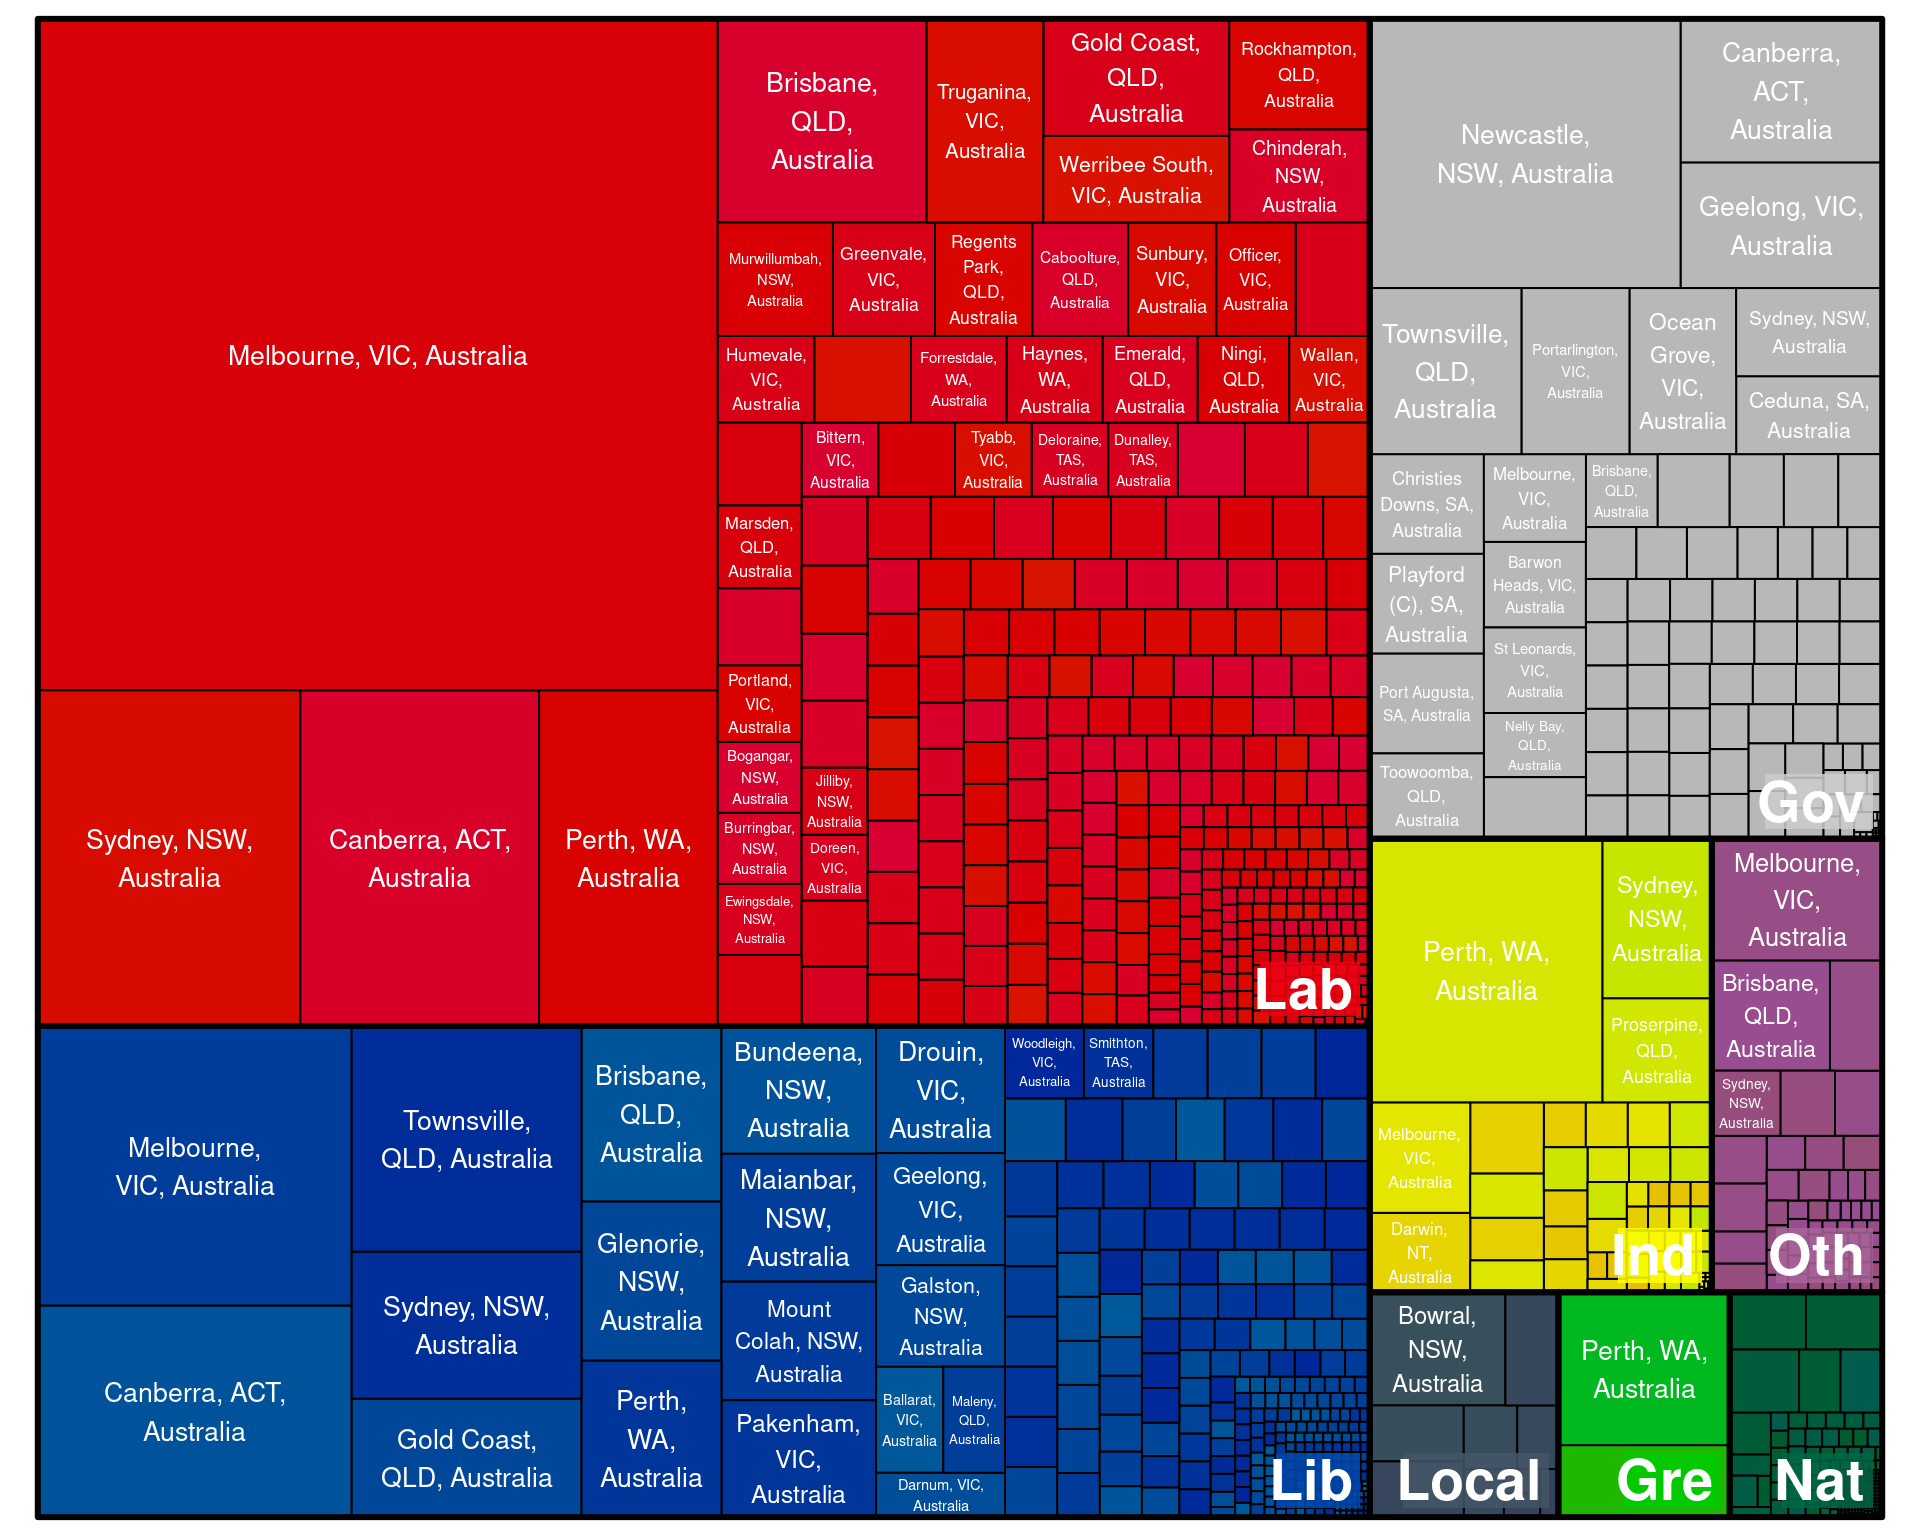 Melbourne, VIC, Australia
Sydney, NSW,
Australia
Canberra, ACT,
Australia
Perth, WA,
Australia
Brisbane,
QLD,
Australia
Truganina,
VIC,
Australia
Gold Coast,
QLD,
Australia
Werribee South,
VIC, Australia
Rockhampton,
QLD,
Australia
Chinderah,
NSW,
Australia
Murwillumbah,
NSW,
Australia
Greenvale,
VIC,
Australia
Regents
Park,
QLD,
Australia
Caboolture,
QLD,
Australia
Sunbury,
VIC,
Australia
Officer,
VIC,
Australia
Humevale,
VIC,
Australia
Forrestdale,
WA,
Australia
Haynes,
WA,
Australia
Emerald,
QLD,
Australia
Ningi,
QLD,
Australia
Wallan,
VIC,
Australia
Bittern,
VIC,
Australia
Tyabb,
VIC,
Australia
Deloraine,
TAS,
Australia
Dunalley,
TAS,
Australia
Marsden,
QLD,
Australia
Portland,
VIC,
Australia
Bogangar,
NSW,
Australia
Burringbar,
NSW,
Australia
Ewingsdale,
NSW,
Australia
Jilliby,
NSW,
Australia
Doreen,
VIC,
Australia
Lab
Newcastle,
NSW, Australia
Canberra,
ACT,
Australia
Geelong, VIC,
Australia
Townsville,
QLD,
Australia
Portarlington,
VIC,
Australia
Ocean
Grove,
VIC,
Australia
Sydney, NSW,
Australia
Ceduna, SA,
Australia
Christies
Downs, SA,
Australia
Playford
(C), SA,
Australia
Port Augusta,
SA, Australia
Toowoomba,
QLD,
Australia
Melbourne,
VIC,
Australia
Barwon
Heads, VIC,
Australia
St Leonards,
VIC,
Australia
Nelly Bay,
QLD,
Australia
Brisbane,
QLD,
Australia
Gov
Perth, WA,
Australia
Sydney,
NSW,
Australia
Proserpine,
QLD,
Australia
Melbourne,
VIC,
Australia
Darwin,
NT,
Australia
Ind
Melbourne,
VIC,
Australia
Brisbane,
QLD,
Australia
Sydney,
NSW,
Australia
Oth
Melbourne,
VIC, Australia
Canberra, ACT,
Australia
Townsville,
QLD, Australia
Sydney, NSW,
Australia
Gold Coast,
QLD, Australia
Brisbane,
QLD,
Australia
Glenorie,
NSW,
Australia
Perth,
WA,
Australia
Bundeena,
NSW,
Australia
Maianbar,
NSW,
Australia
Mount
Colah, NSW,
Australia
Pakenham,
VIC,
Australia
Drouin,
VIC,
Australia
Geelong,
VIC,
Australia
Galston,
NSW,
Australia
Ballarat,
VIC,
Australia
Maleny,
QLD,
Australia
Darnum, VIC,
Australia
Woodleigh,
VIC,
Australia
Smithton,
TAS,
Australia
Lib
Bowral,
NSW,
Australia
Local
Perth, WA,
Australia
Gre
Nat